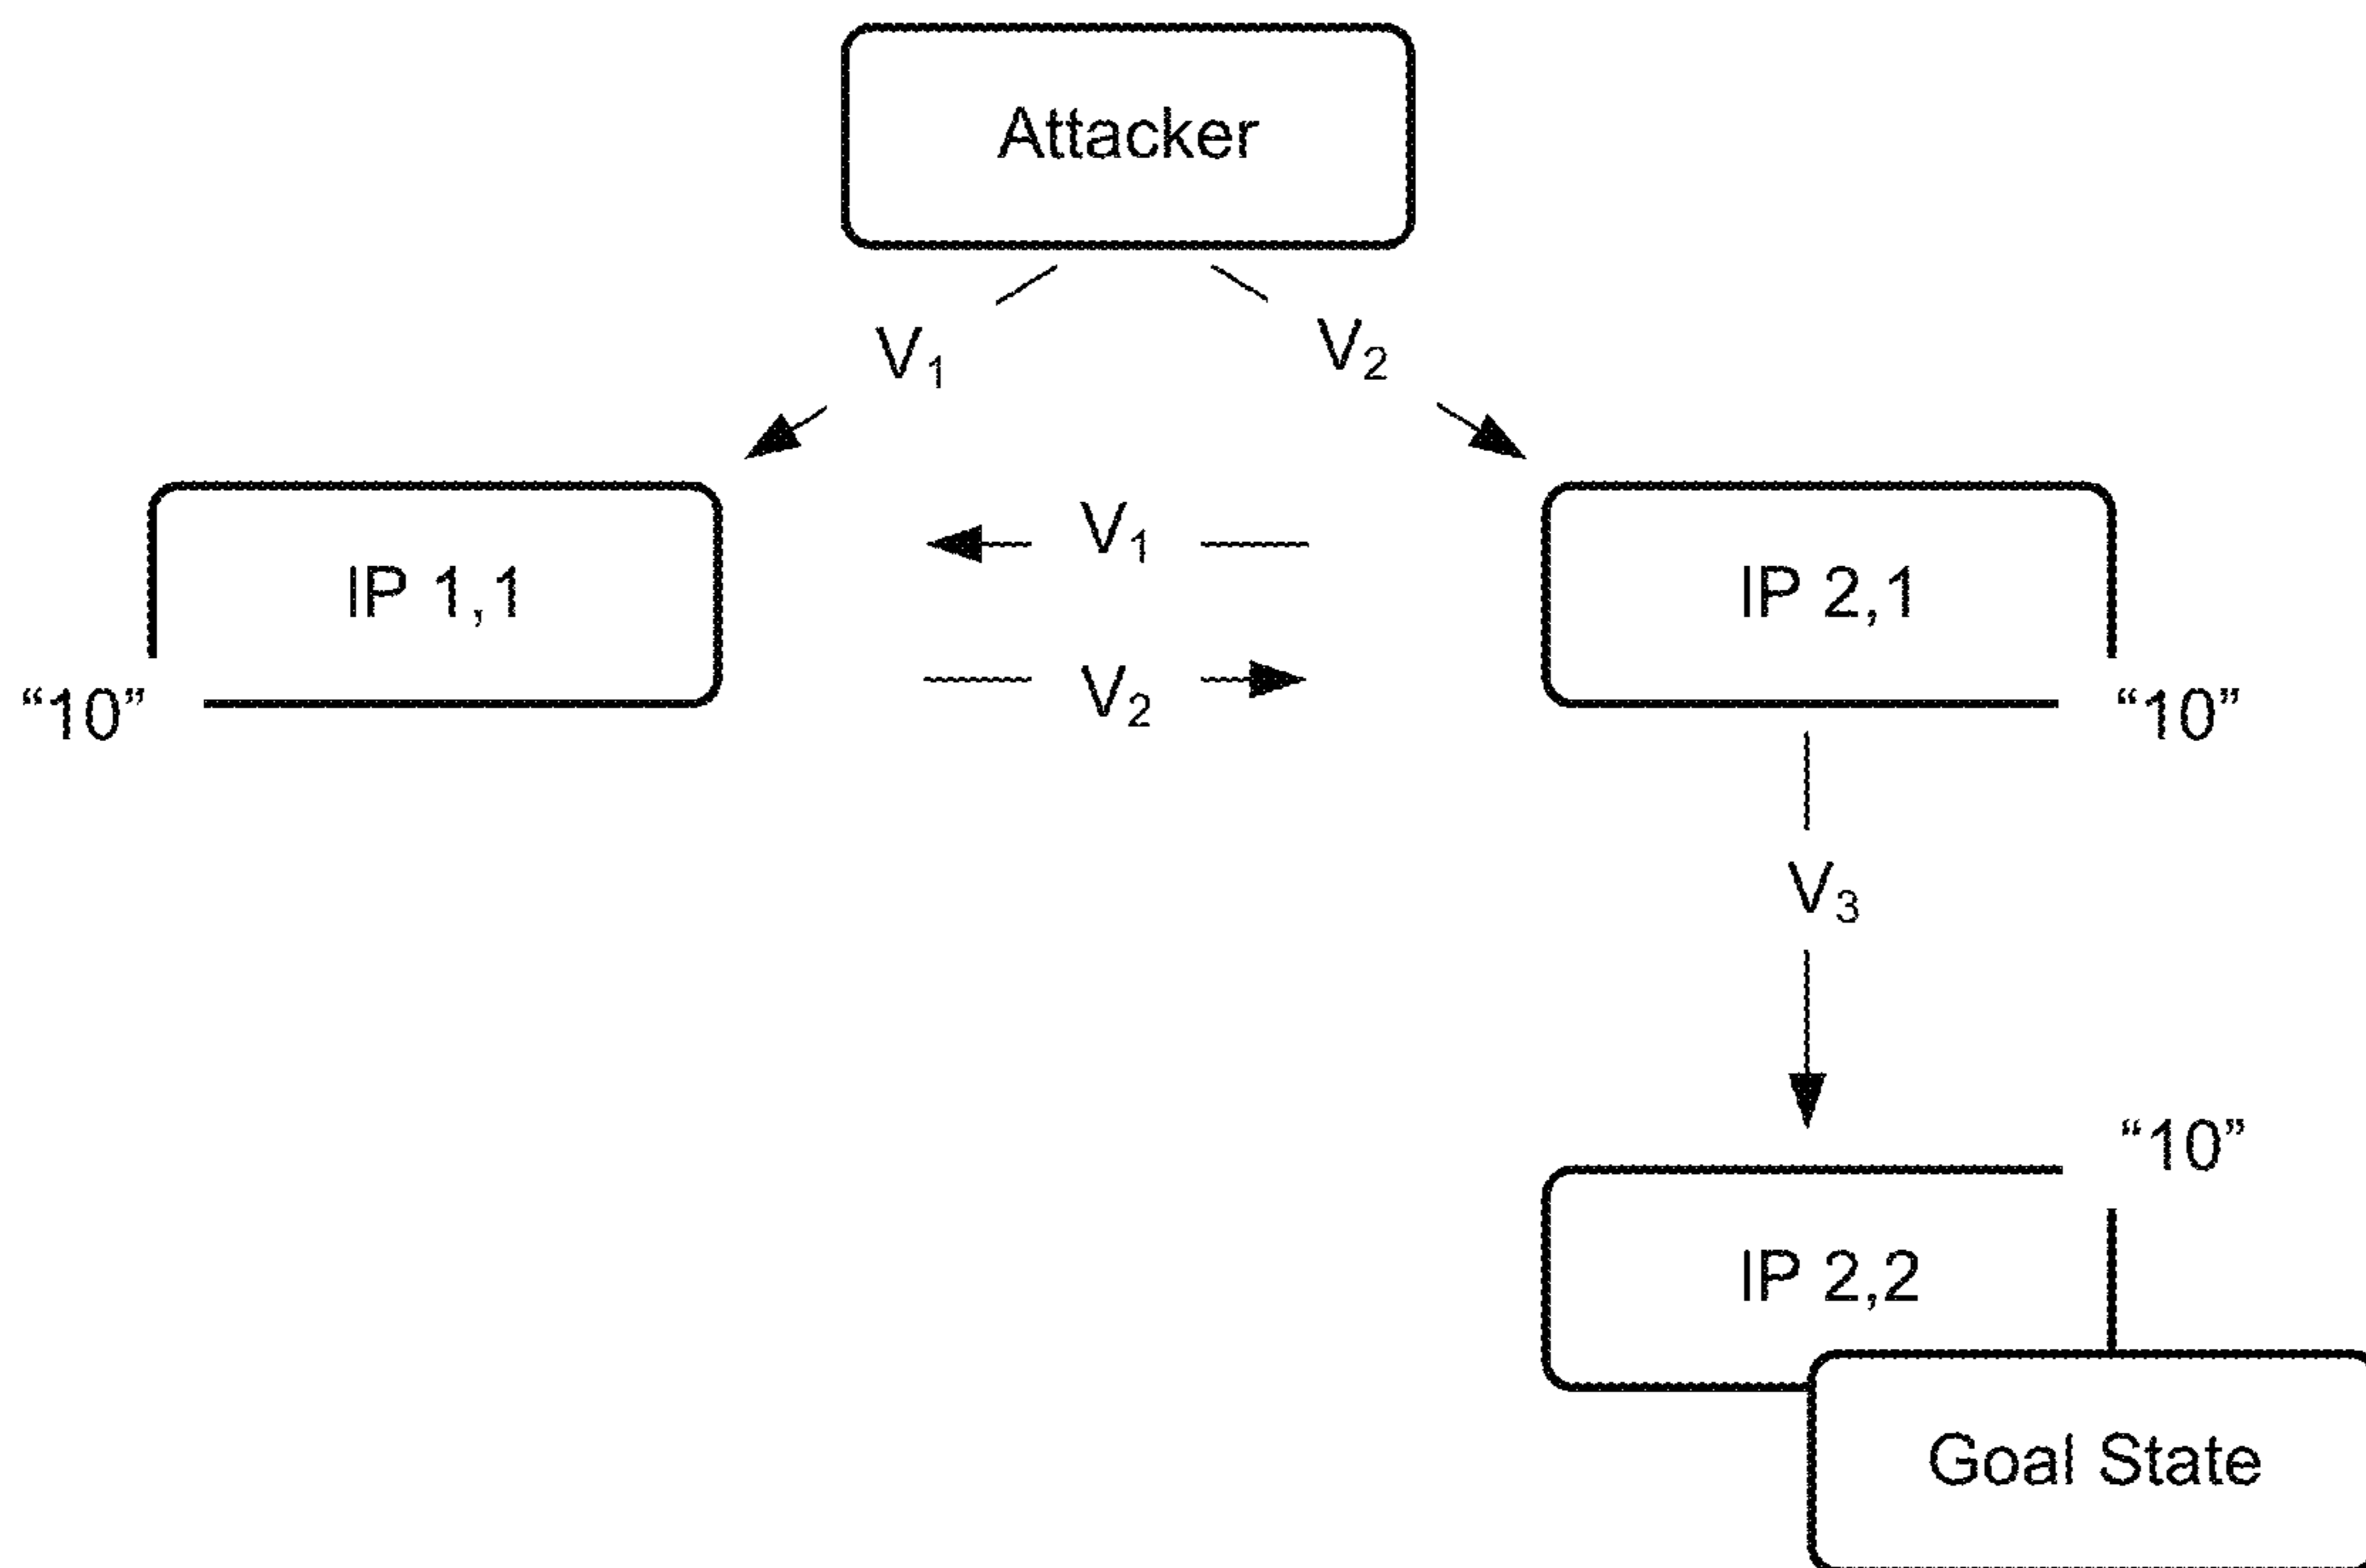 Attacker
V₁
V₂
IP 1,1
V₁
V₂
IP 2,1
“10”
“10”
V₃
“10”
IP 2,2
Goal State